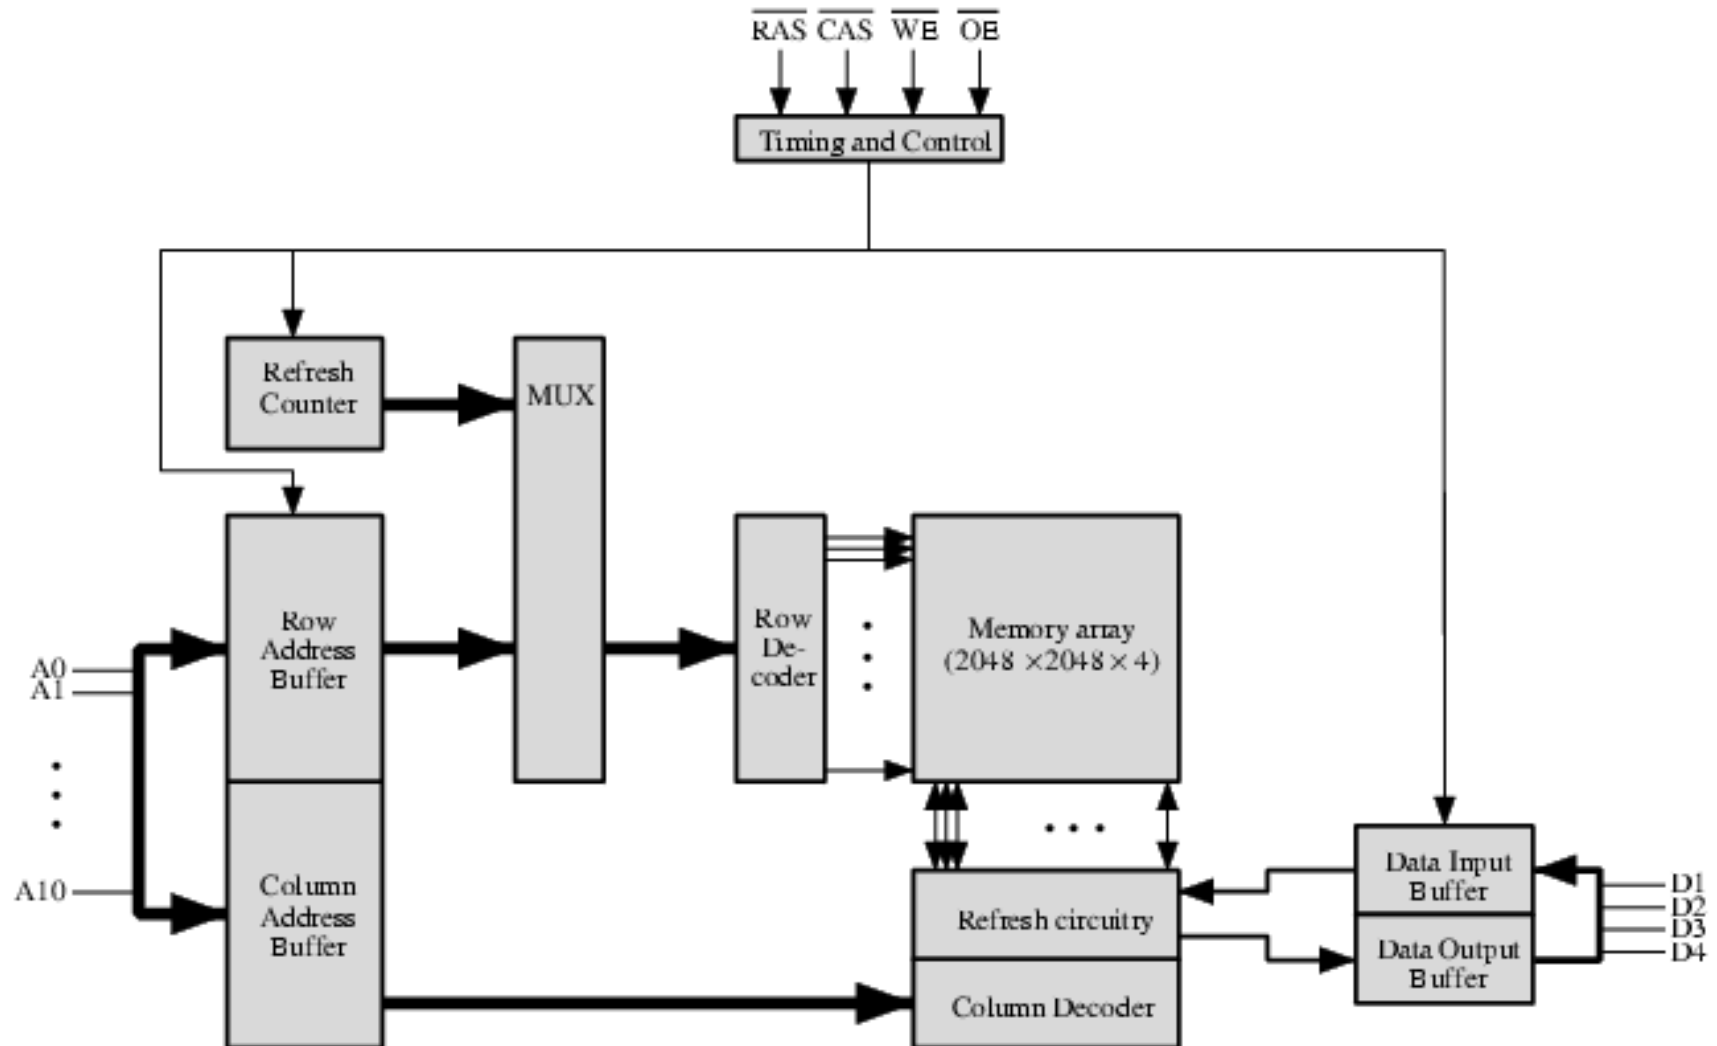 RAS CAS WE OE
Timing and Control
Refresh
Counter
MUX
Row
Address
Buffer
Row
De-
coder
Memory array
(2048 ×2048 × 4)
A0
A1
A10
Column
Address
Buffer
Refresh circuitry
Column Decoder
Data Input
Buffer
Data Output
Buffer
D1
D2
D3
D4